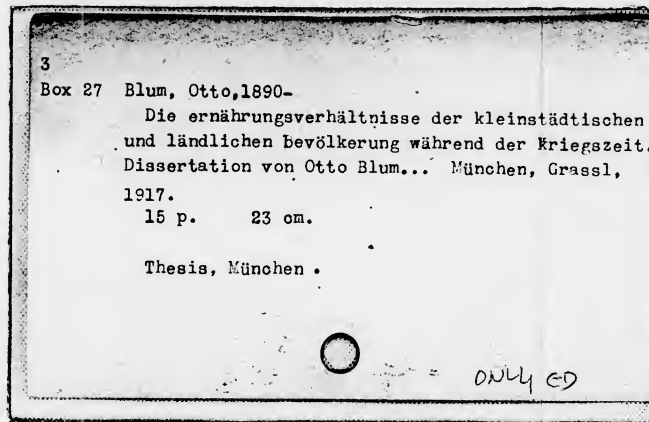 3
Box 27 Blum, Otto,1890-
Die ernährungsverhältnisse der kleinstädtischen
und ländlichen bevölkerung während der Kriegszeit.
Dissertation von Otto Blum... München, Grassl,
1917.
15 p. 23 cm.
Thesis, München.
ONLY ED